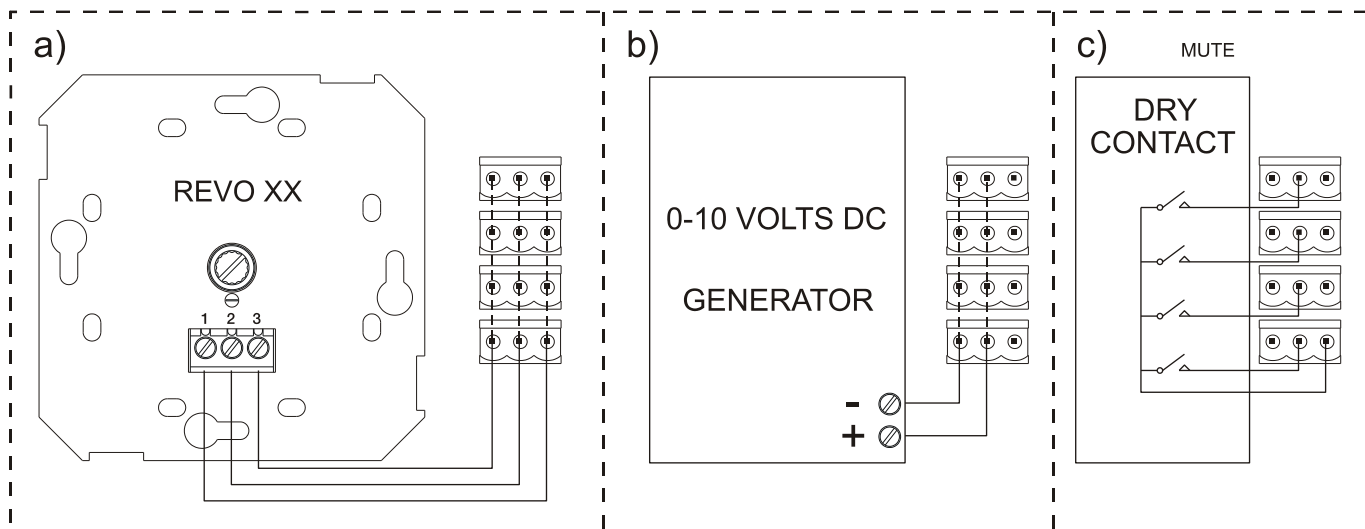 a)
REVO XX
1 2 3
b)
0-10 VOLTS DC
GENERATOR
-
+
c)
MUTE
DRY
CONTACT